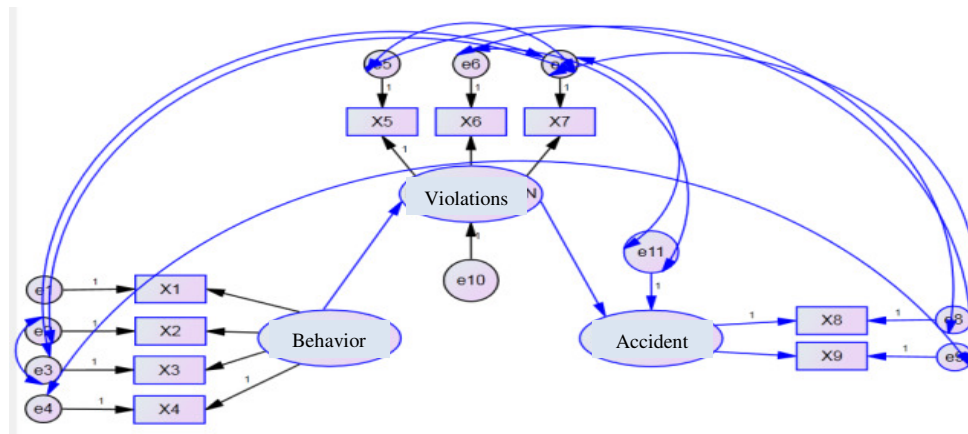 e5 e6
1 1 1
X5 X6 X7
1
Violations N
1
e10
e11
1
e1 1 X1
e2 1 X2
e3 1 X3
e4 1 X4
1
Behavior
Accident
1 X8 1 e8
X9 1 e9